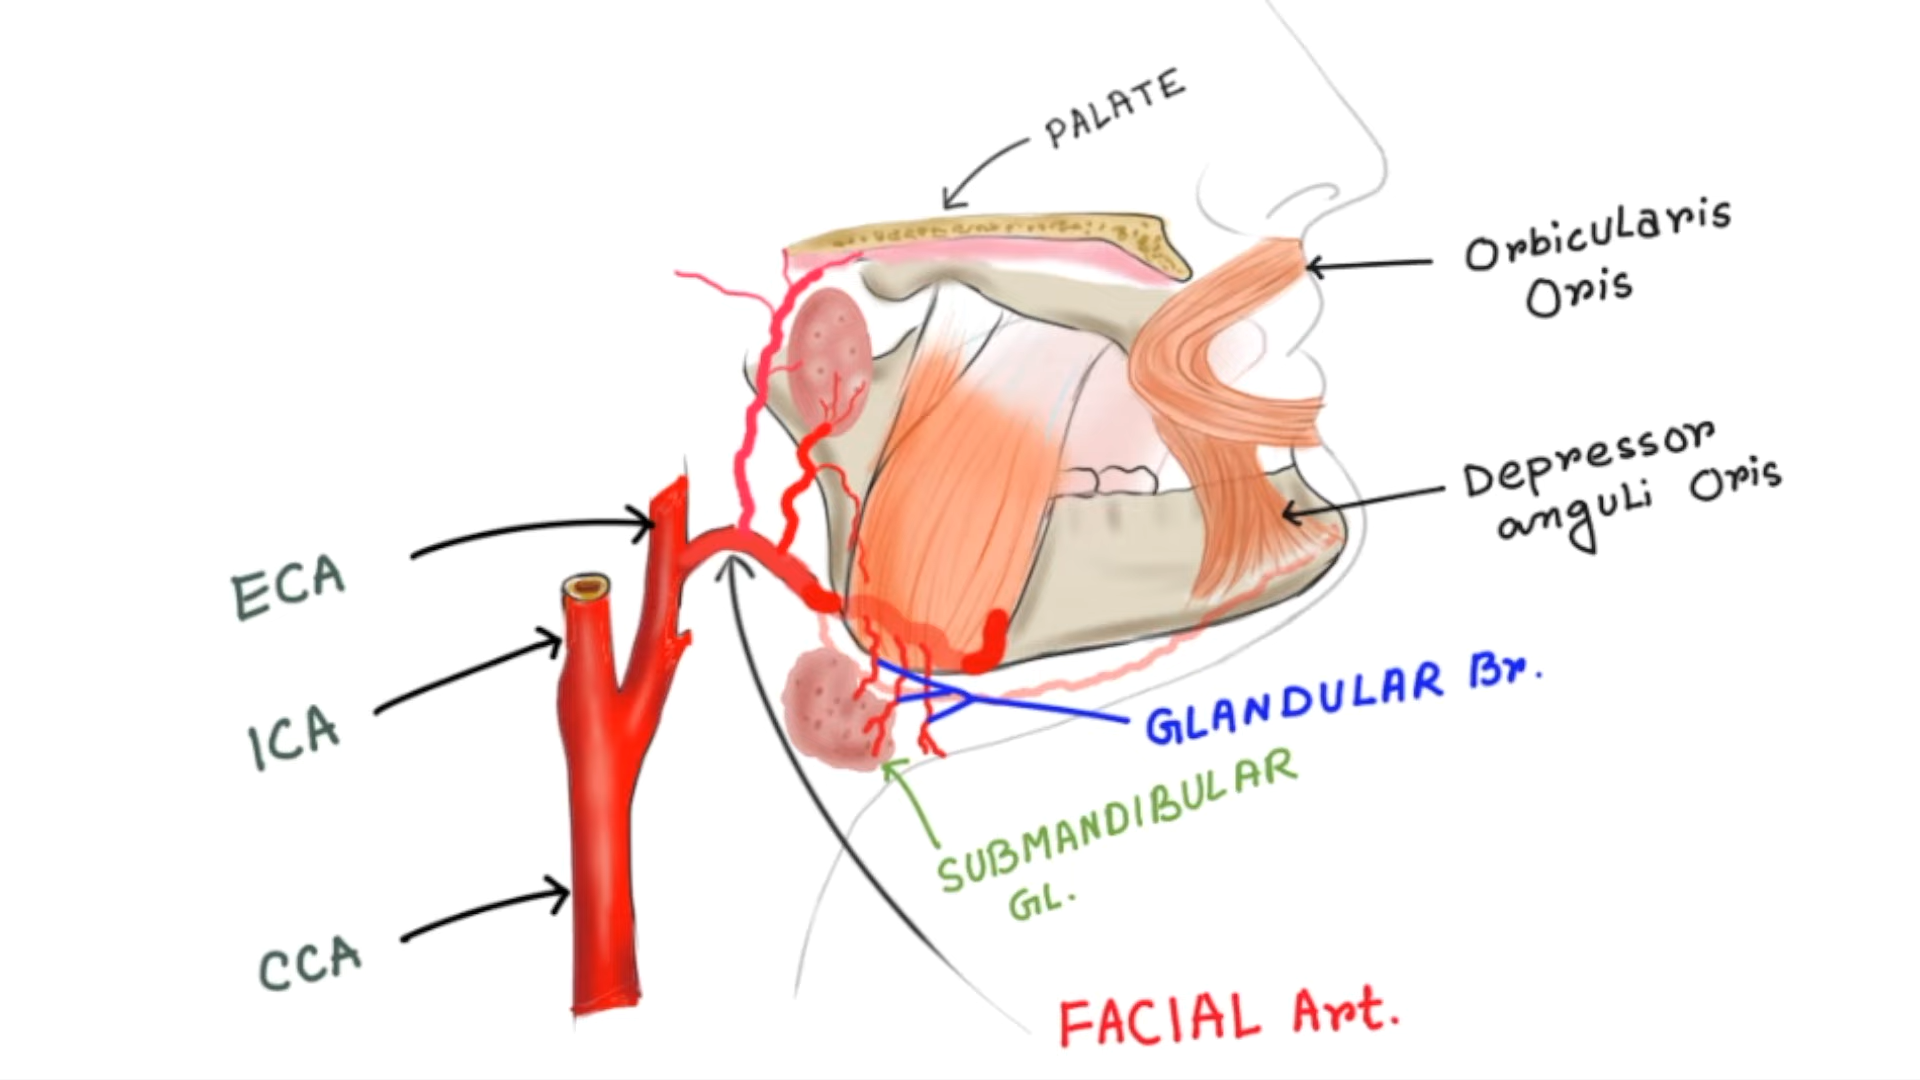 PALATE
Orbicularis
Oris
Depressor
anguli Oris
ECA
ICA
GLANDULAR Br.
SUBMANDIBULAR
GL.
CCA
FACIAL Art.